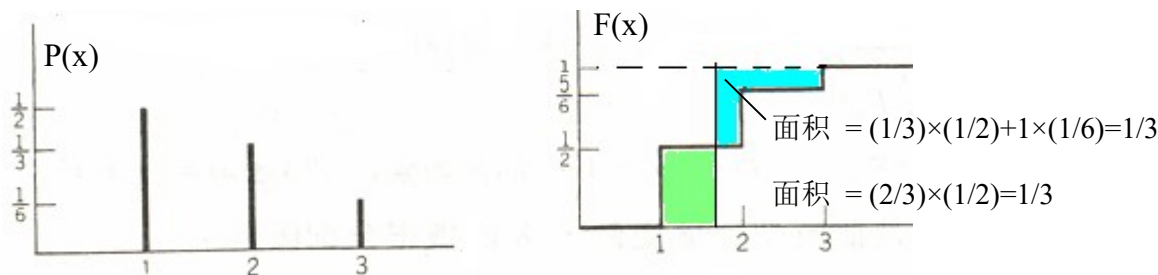 P(x)
1/2
1/3
1/6
1 2 3
F(x)
1
5/6
1/2
面积 = (1/3)×(1/2)+1×(1/6)=1/3
面积 = (2/3)×(1/2)=1/3
1 2 3